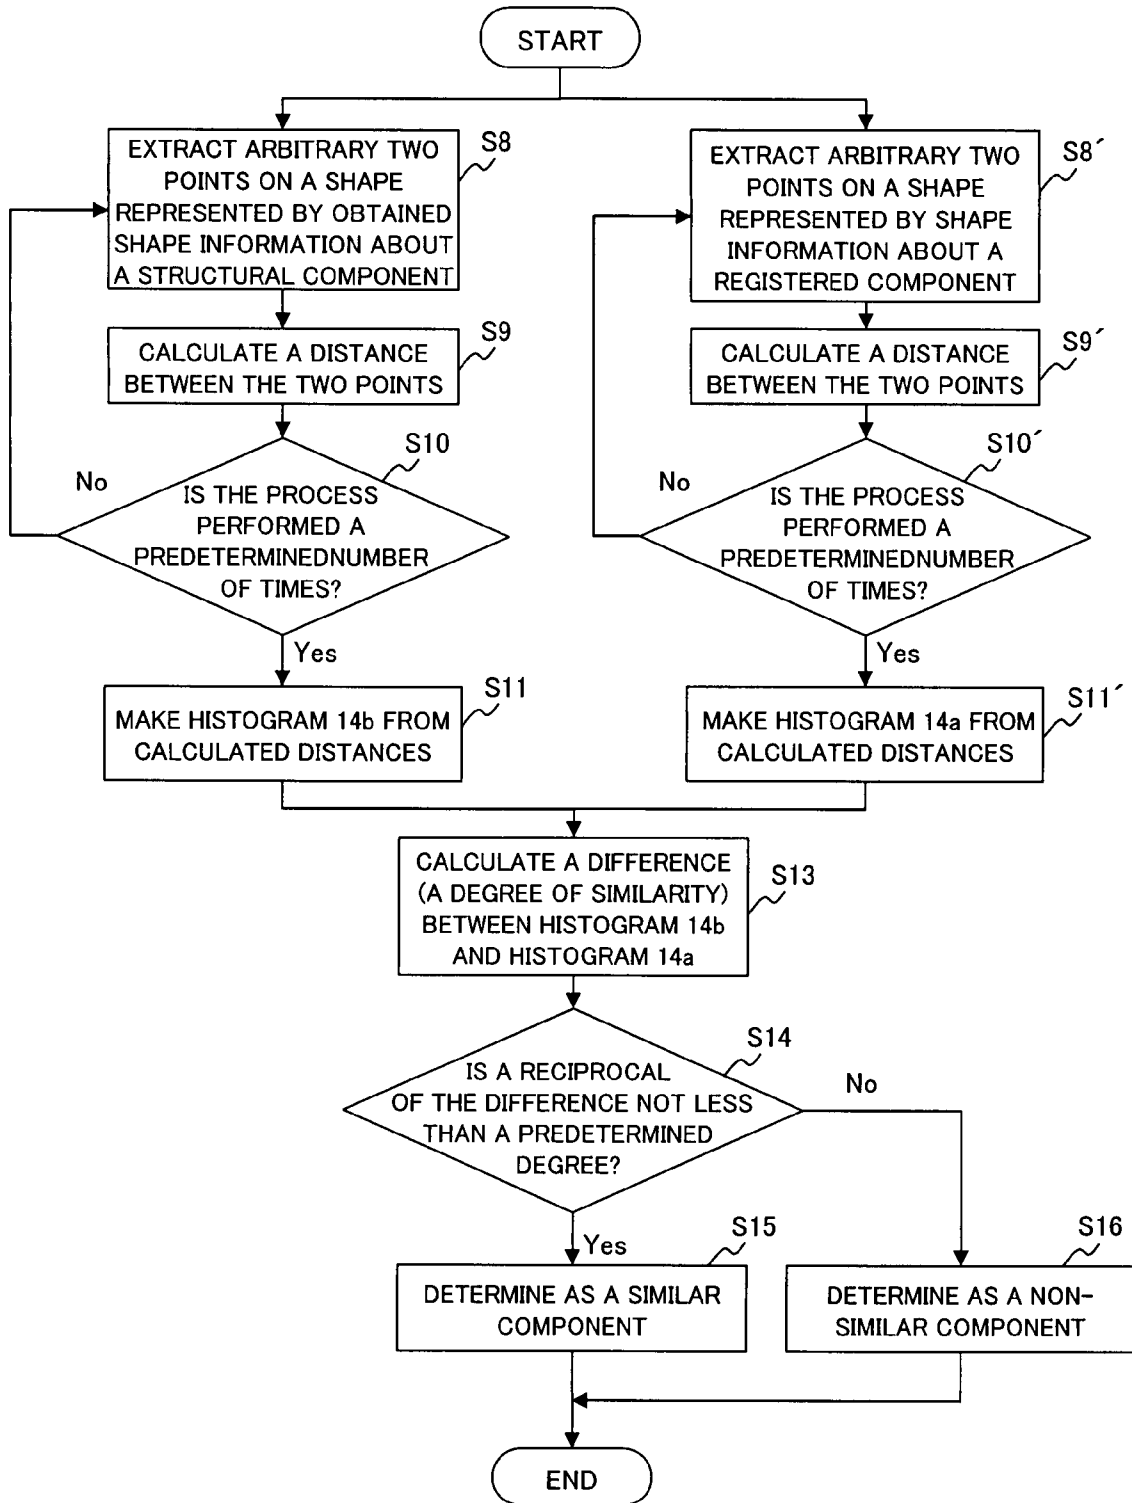 START
S8
EXTRACT ARBITRARY TWO
POINTS ON A SHAPE
REPRESENTED BY OBTAINED
SHAPE INFORMATION ABOUT
A STRUCTURAL COMPONENT
S8´
EXTRACT ARBITRARY TWO
POINTS ON A SHAPE
REPRESENTED BY SHAPE
INFORMATION ABOUT A
REGISTERED COMPONENT
S9
CALCULATE A DISTANCE
BETWEEN THE TWO POINTS
S9´
CALCULATE A DISTANCE
BETWEEN THE TWO POINTS
S10
No
IS THE PROCESS
PERFORMED A
PREDETERMINEDNUMBER
OF TIMES?
Yes
S10´
No
IS THE PROCESS
PERFORMED A
PREDETERMINEDNUMBER
OF TIMES?
Yes
S11
MAKE HISTOGRAM 14b FROM
CALCULATED DISTANCES
S11´
MAKE HISTOGRAM 14a FROM
CALCULATED DISTANCES
S13
CALCULATE A DIFFERENCE
(A DEGREE OF SIMILARITY)
BETWEEN HISTOGRAM 14b
AND HISTOGRAM 14a
S14
IS A RECIPROCAL
OF THE DIFFERENCE NOT LESS
THAN A PREDETERMINED
DEGREE?
No
Yes
S15
DETERMINE AS A SIMILAR
COMPONENT
S16
DETERMINE AS A NON-
SIMILAR COMPONENT
END